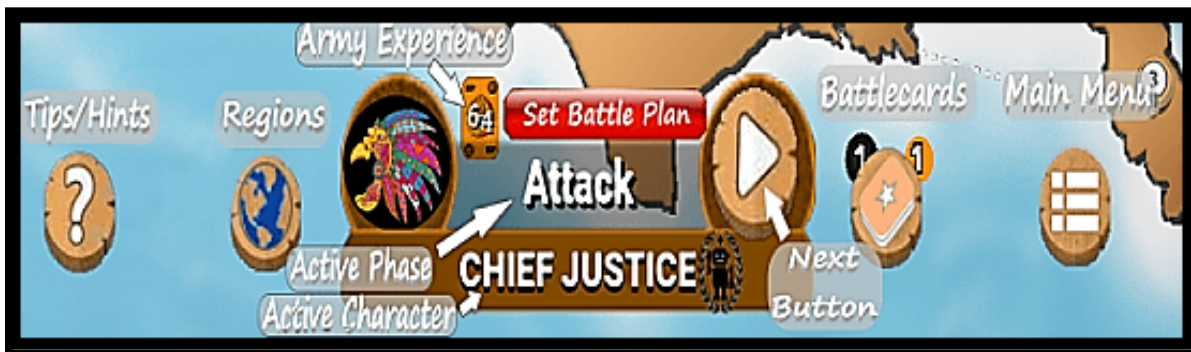 Army Experience
Tips/Hints
Regions
64
Set Battle Plan
Battlecards
Main Menu
3
?
Attack
1
1
Active Phase
CHIEF JUSTICE
Next
Button
Active Character